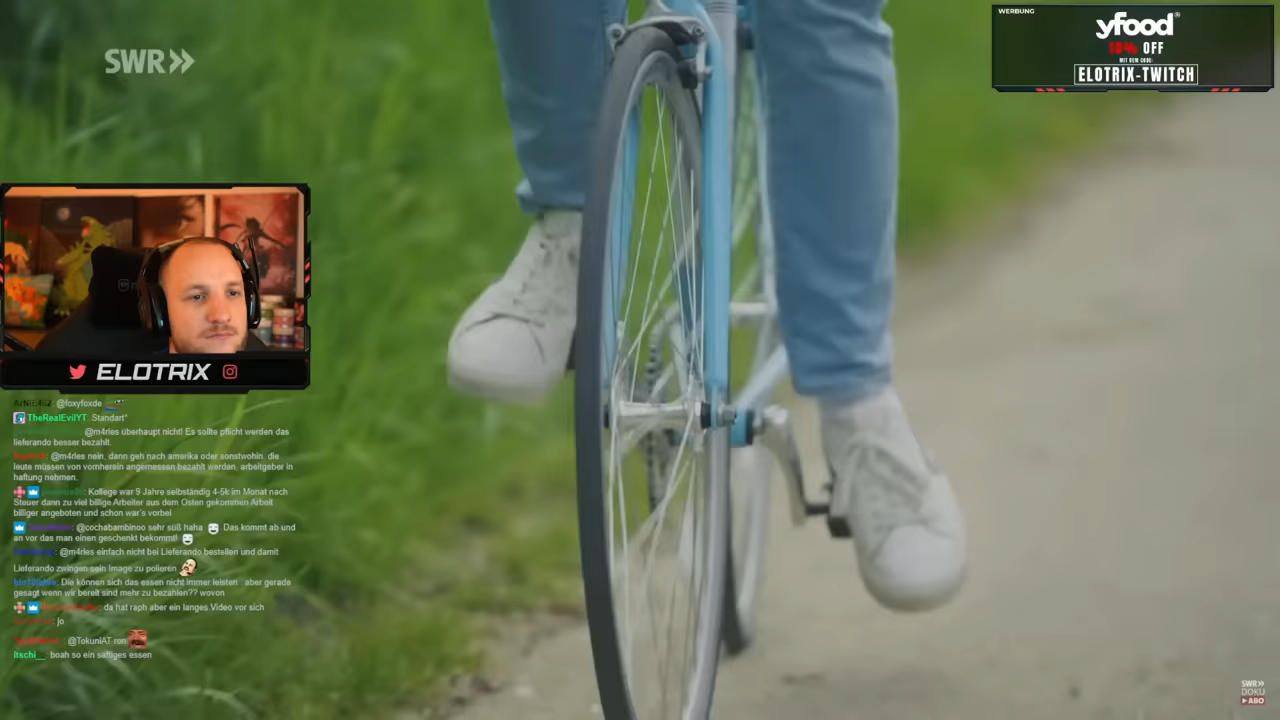 WERBUNG
yfood®
10% OFF
MIT DEM CODE:
ELOTRIX-TWITCH
SWR»
ELOTRIX
@foxyfoxde
TheRealEvilYT: Standart*
@m4rles überhaupt nicht! Es sollte pflicht werden das
lieferando besser bezahlt.
@m4rles nein, dann geh nach amerika oder sonstwohin. die
leute müssen von vornherein angemessen bezahlt werden, arbeitgeber in
haftung nehmen.
: Kollege war 9 Jahre selbständig 4-5k im Monat nach
Steuer dann zu viel billige Arbeiter aus dem Osten gekommen Arbeit
billiger angeboten und schon war's vorbei
: @cochabambinoo sehr süß haha Das kommt ab und
an vor das man einen geschenkt bekommt!
: @m4rles einfach nicht bei Lieferando bestellen und damit
Lieferando zwingen sein Image zu polieren
: Die können sich das essen nicht immer leisten aber gerade
gesagt wenn wir bereit sind mehr zu bezahlen?? wovon
: da hat raph aber ein langes Video vor sich
: jo
@TokuniAT ron
itschi__: boah so ein saftiges essen
SWR»
DOKU
ABO